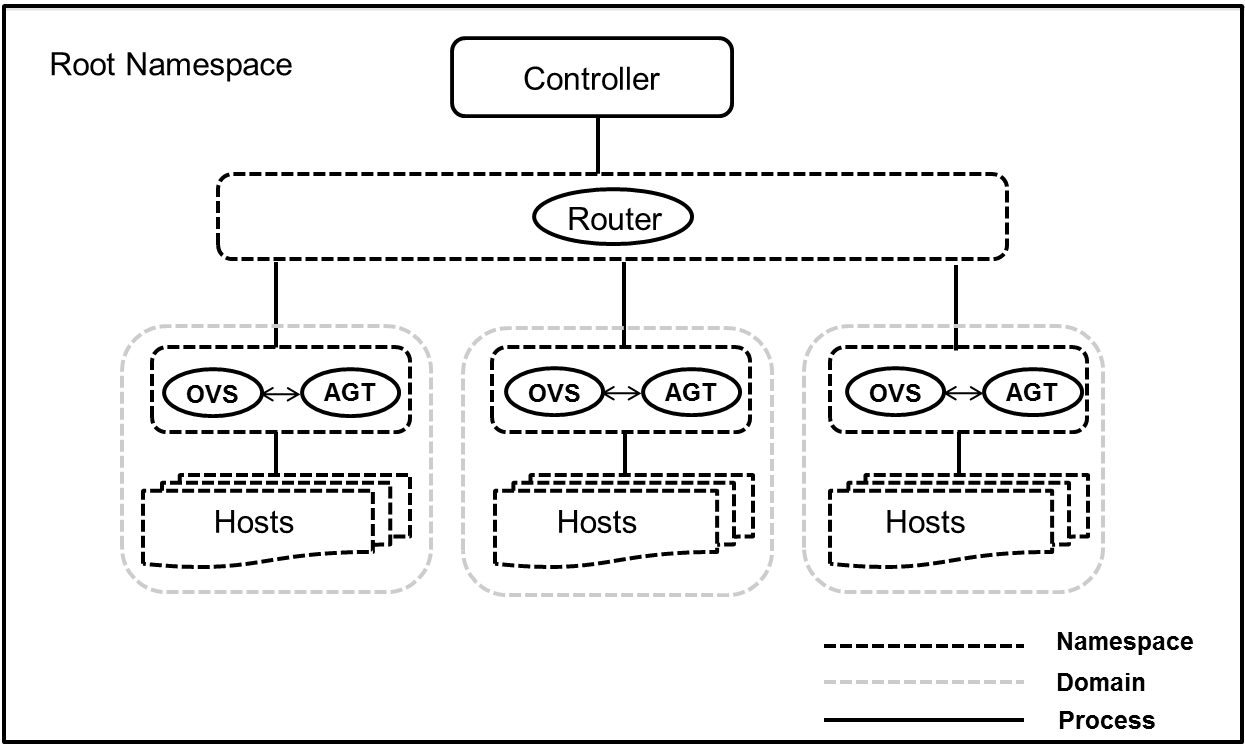 Root Namespace
Controller
Router
OVS AGT
OVS AGT
OVS AGT
Hosts
Hosts
Hosts
Namespace
Domain
Process